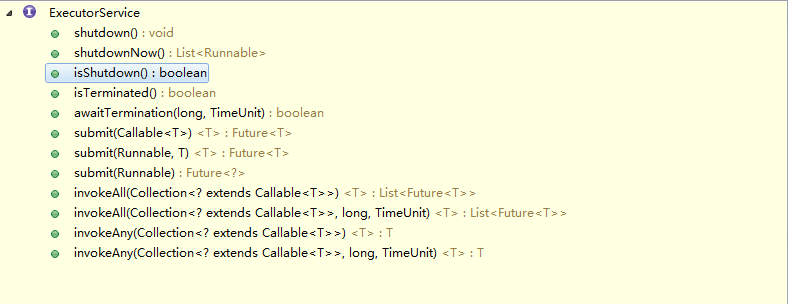 ExecutorService
shutdown() : void
shutdownNow() : List<Runnable>
isShutdown() : boolean
isTerminated() : boolean
awaitTermination(long, TimeUnit) : boolean
submit(Callable<T>) <T> : Future<T>
submit(Runnable, T) <T> : Future<T>
submit(Runnable) : Future<?>
invokeAll(Collection<? extends Callable<T>>) <T> : List<Future<T>>
invokeAll(Collection<? extends Callable<T>>, long, TimeUnit) <T> : List<Future<T>>
invokeAny(Collection<? extends Callable<T>>) <T> : T
invokeAny(Collection<? extends Callable<T>>, long, TimeUnit) <T> : T